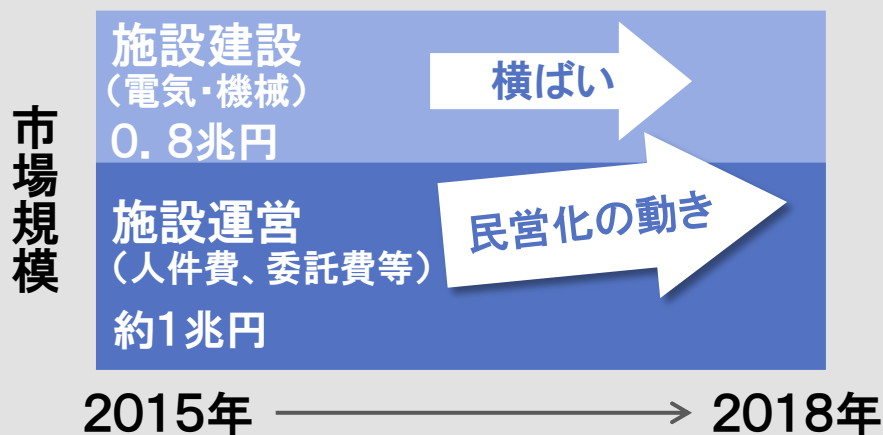 市場規模
施設建設
（電気・機械）
0．8兆円
横ばい
施設運営
（人件費、委託費等）
約1兆円
民営化の動き
2015年
2018年